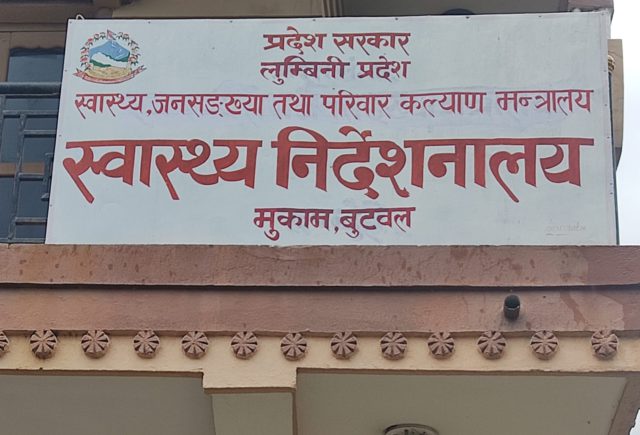 प्रदेश सरकार
लुम्बिनी प्रदेश
स्वास्थ्य,जनसङ्ख्या तथा परिवार कल्याण मन्त्रालय
स्वास्थ्य निर्देशनालय
मुकाम,बुटवल